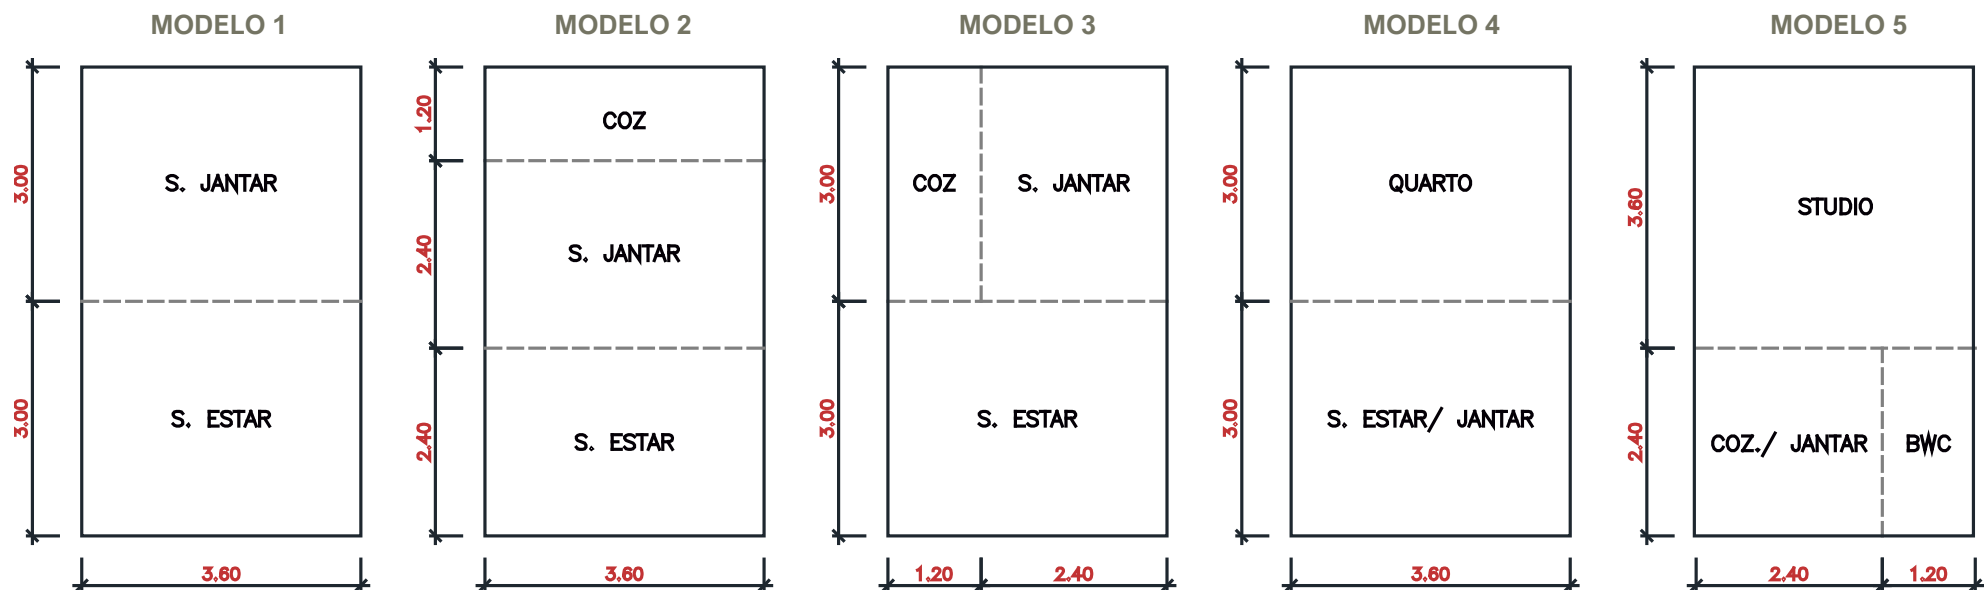 MODELO 1
3.00
S. JANTAR
3.00
S. ESTAR
3.60
MODELO 2
1.20
COZ
2.40
S. JANTAR
2.40
S. ESTAR
3.60
MODELO 3
3.00
COZ
S. JANTAR
3.00
S. ESTAR
1.20
2.40
MODELO 4
3.00
QUARTO
3.00
S. ESTAR/ JANTAR
3.60
MODELO 5
3.60
STUDIO
2.40
COZ./ JANTAR
BWC
2.40
1.20